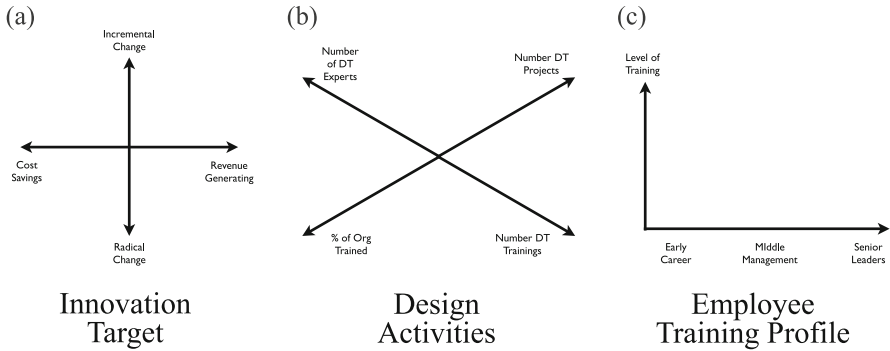 (a)
Incremental
Change
Cost
Savings
Revenue
Generating
Radical
Change
Innovation
Target
(b)
Number
of DT
Experts
Number DT
Projects
% of Org
Trained
Number DT
Trainings
Design
Activities
(c)
Level of
Training
Early
Career
MIddle
Management
Senior
Leaders
Employee
Training Profile